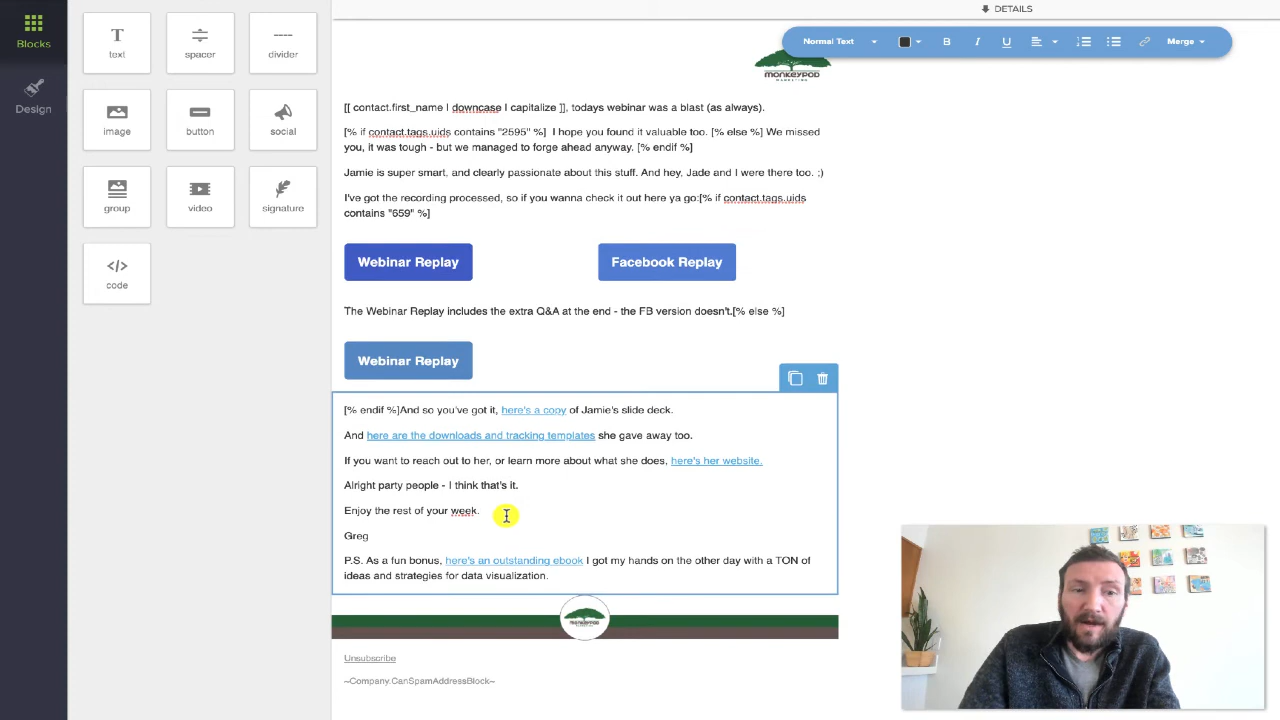 DETAILS
Blocks
Design
text
spacer
divider
image
button
social
group
video
signature
</>
code
Normal Text
B
I
U
Merge
MONKEYPOD
MARKETING
[[ contact.first_name | downcase | capitalize ]], todays webinar was a blast (as always).
[% if contact.tags.uids contains "2595" %]  I hope you found it valuable too. [% else %] We missed
you, it was tough - but we managed to forge ahead anyway. [% endif %]
Jamie is super smart, and clearly passionate about this stuff. And hey, Jade and I were there too. ;)
I've got the recording processed, so if you wanna check it out here ya go:[% if contact.tags.uids
contains "659" %]
Webinar Replay
Facebook Replay
The Webinar Replay includes the extra Q&A at the end - the FB version doesn't.[% else %]
Webinar Replay
[% endif %]And so you've got it, here's a copy of Jamie's slide deck.
And here are the downloads and tracking templates she gave away too.
If you want to reach out to her, or learn more about what she does, here's her website.
Alright party people - I think that's it.
Enjoy the rest of your week.
Greg
P.S. As a fun bonus, here's an outstanding ebook I got my hands on the other day with a TON of
ideas and strategies for data visualization.
MONKEYPOD
Unsubscribe
~Company.CanSpamAddressBlock~